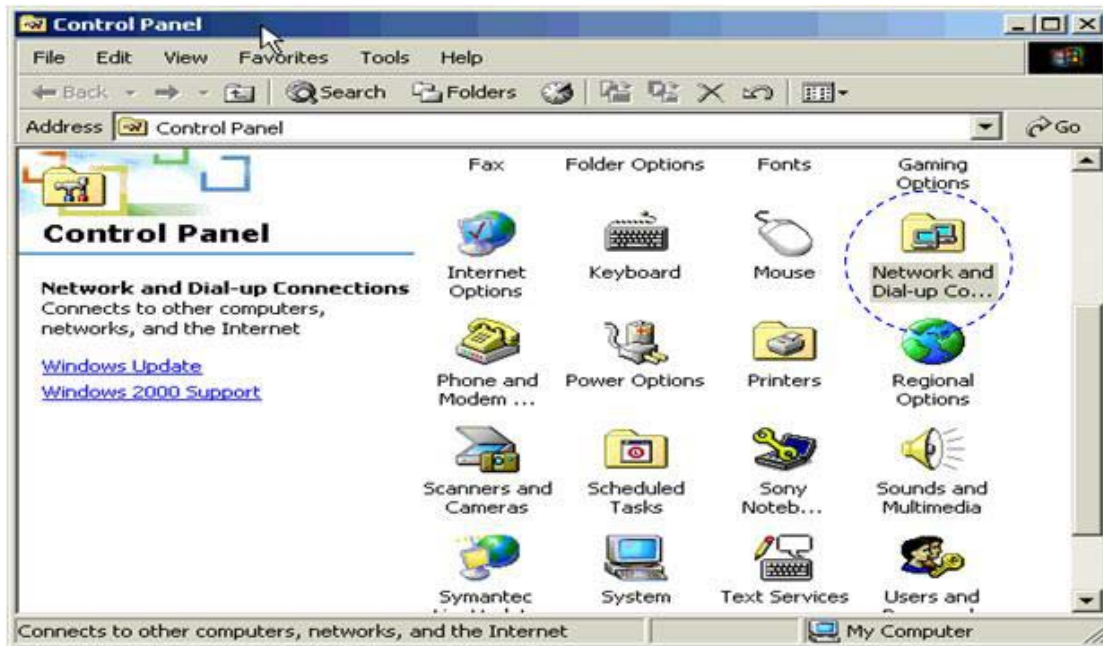 Control Panel
File Edit View Favorites Tools Help
Back Search Folders
Address Control Panel Go
Control Panel
Network and Dial-up Connections
Connects to other computers,
networks, and the Internet
Windows Update
Windows 2000 Support
Fax Folder Options Fonts Gaming
Options
Internet Keyboard Mouse Network and
Options Dial-up Co...
Phone and Power Options Printers Regional
Modem ... Options
Scanners and Scheduled Sony Sounds and
Cameras Tasks Noteb... Multimedia
Symantec System Text Services Users and
Connects to other computers, networks, and the Internet My Computer